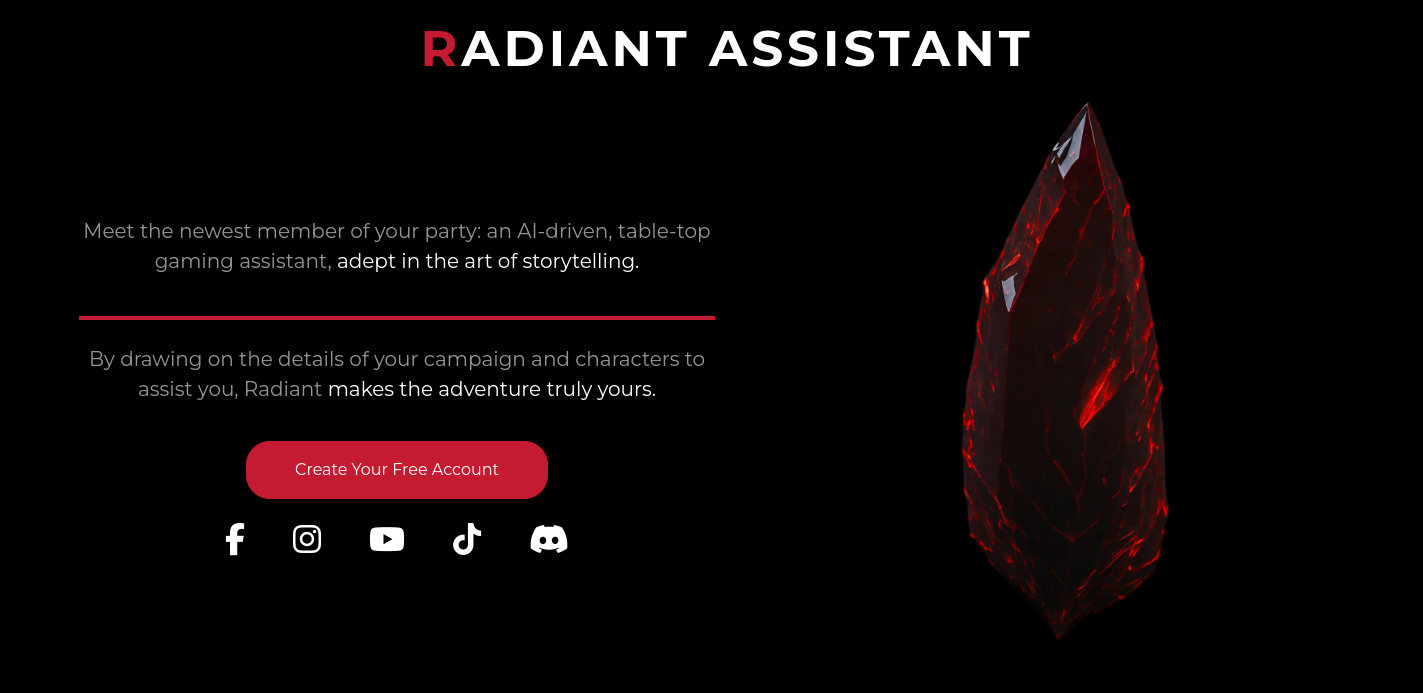 RADIANT ASSISTANT
Meet the newest member of your party: an AI-driven, table-top
gaming assistant, adept in the art of storytelling.
By drawing on the details of your campaign and characters to
assist you, Radiant makes the adventure truly yours.
Create Your Free Account